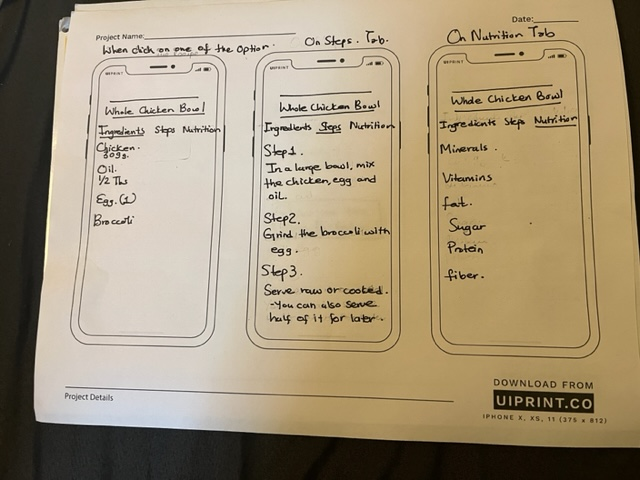 Project Name:
Date:
When click on one of the Option.
On Steps. Tab.
On Nutrition Tab
UIPRINT
Whole Chicken Bowl
Ingredients Steps Nutrition
Chicken.
Oil.
1/2 Tbs
Egg. (1)
Broccoli
UIPRINT
Whole Chicken Bowl
Ingredients Steps Nutrition
Step1.
In a large bowl, mix
the chicken, egg and
oil.
Step2.
Grind the broccoli with
egg.
Step3.
Serve raw or cooked.
- You can also serve
half of it for later.
UIPRINT
Whole Chicken Bowl
Ingredients Steps Nutrition
Minerals.
Vitamins
fat.
Sugar
Protein
fiber.
Project Details
DOWNLOAD FROM
UIPRINT.CO
IPHONE X, XS, 11 (375 x 812)